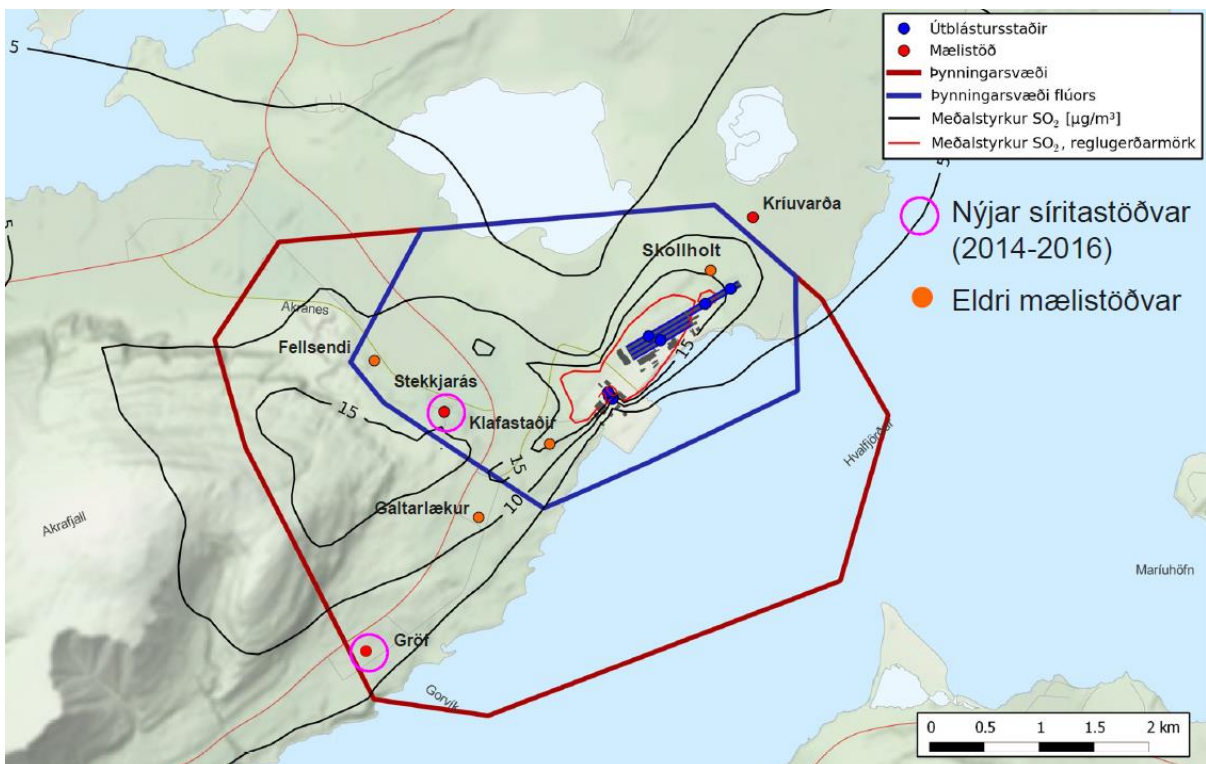 Útblástursstaðir
Mælistöð
Þynningarsvæði
Þynningarsvæði flúors
Meðalstyrkur SO₂ [µg/m³]
Meðalstyrkur SO₂, reglugerðarmörk
5
5
5
Kríuvarða
Nýjar síritastöðvar
(2014-2016)
Skóllholt
Eldri mælistöðvar
Akranes
Fellsendi
15
Stekkjarás
15
Klafastaðir
Hvalfjörður
15
10
Galtarlækur
Akrafjall
Maríuhöfn
Gröf
Gorvík
0 0.5 1 1.5 2 km